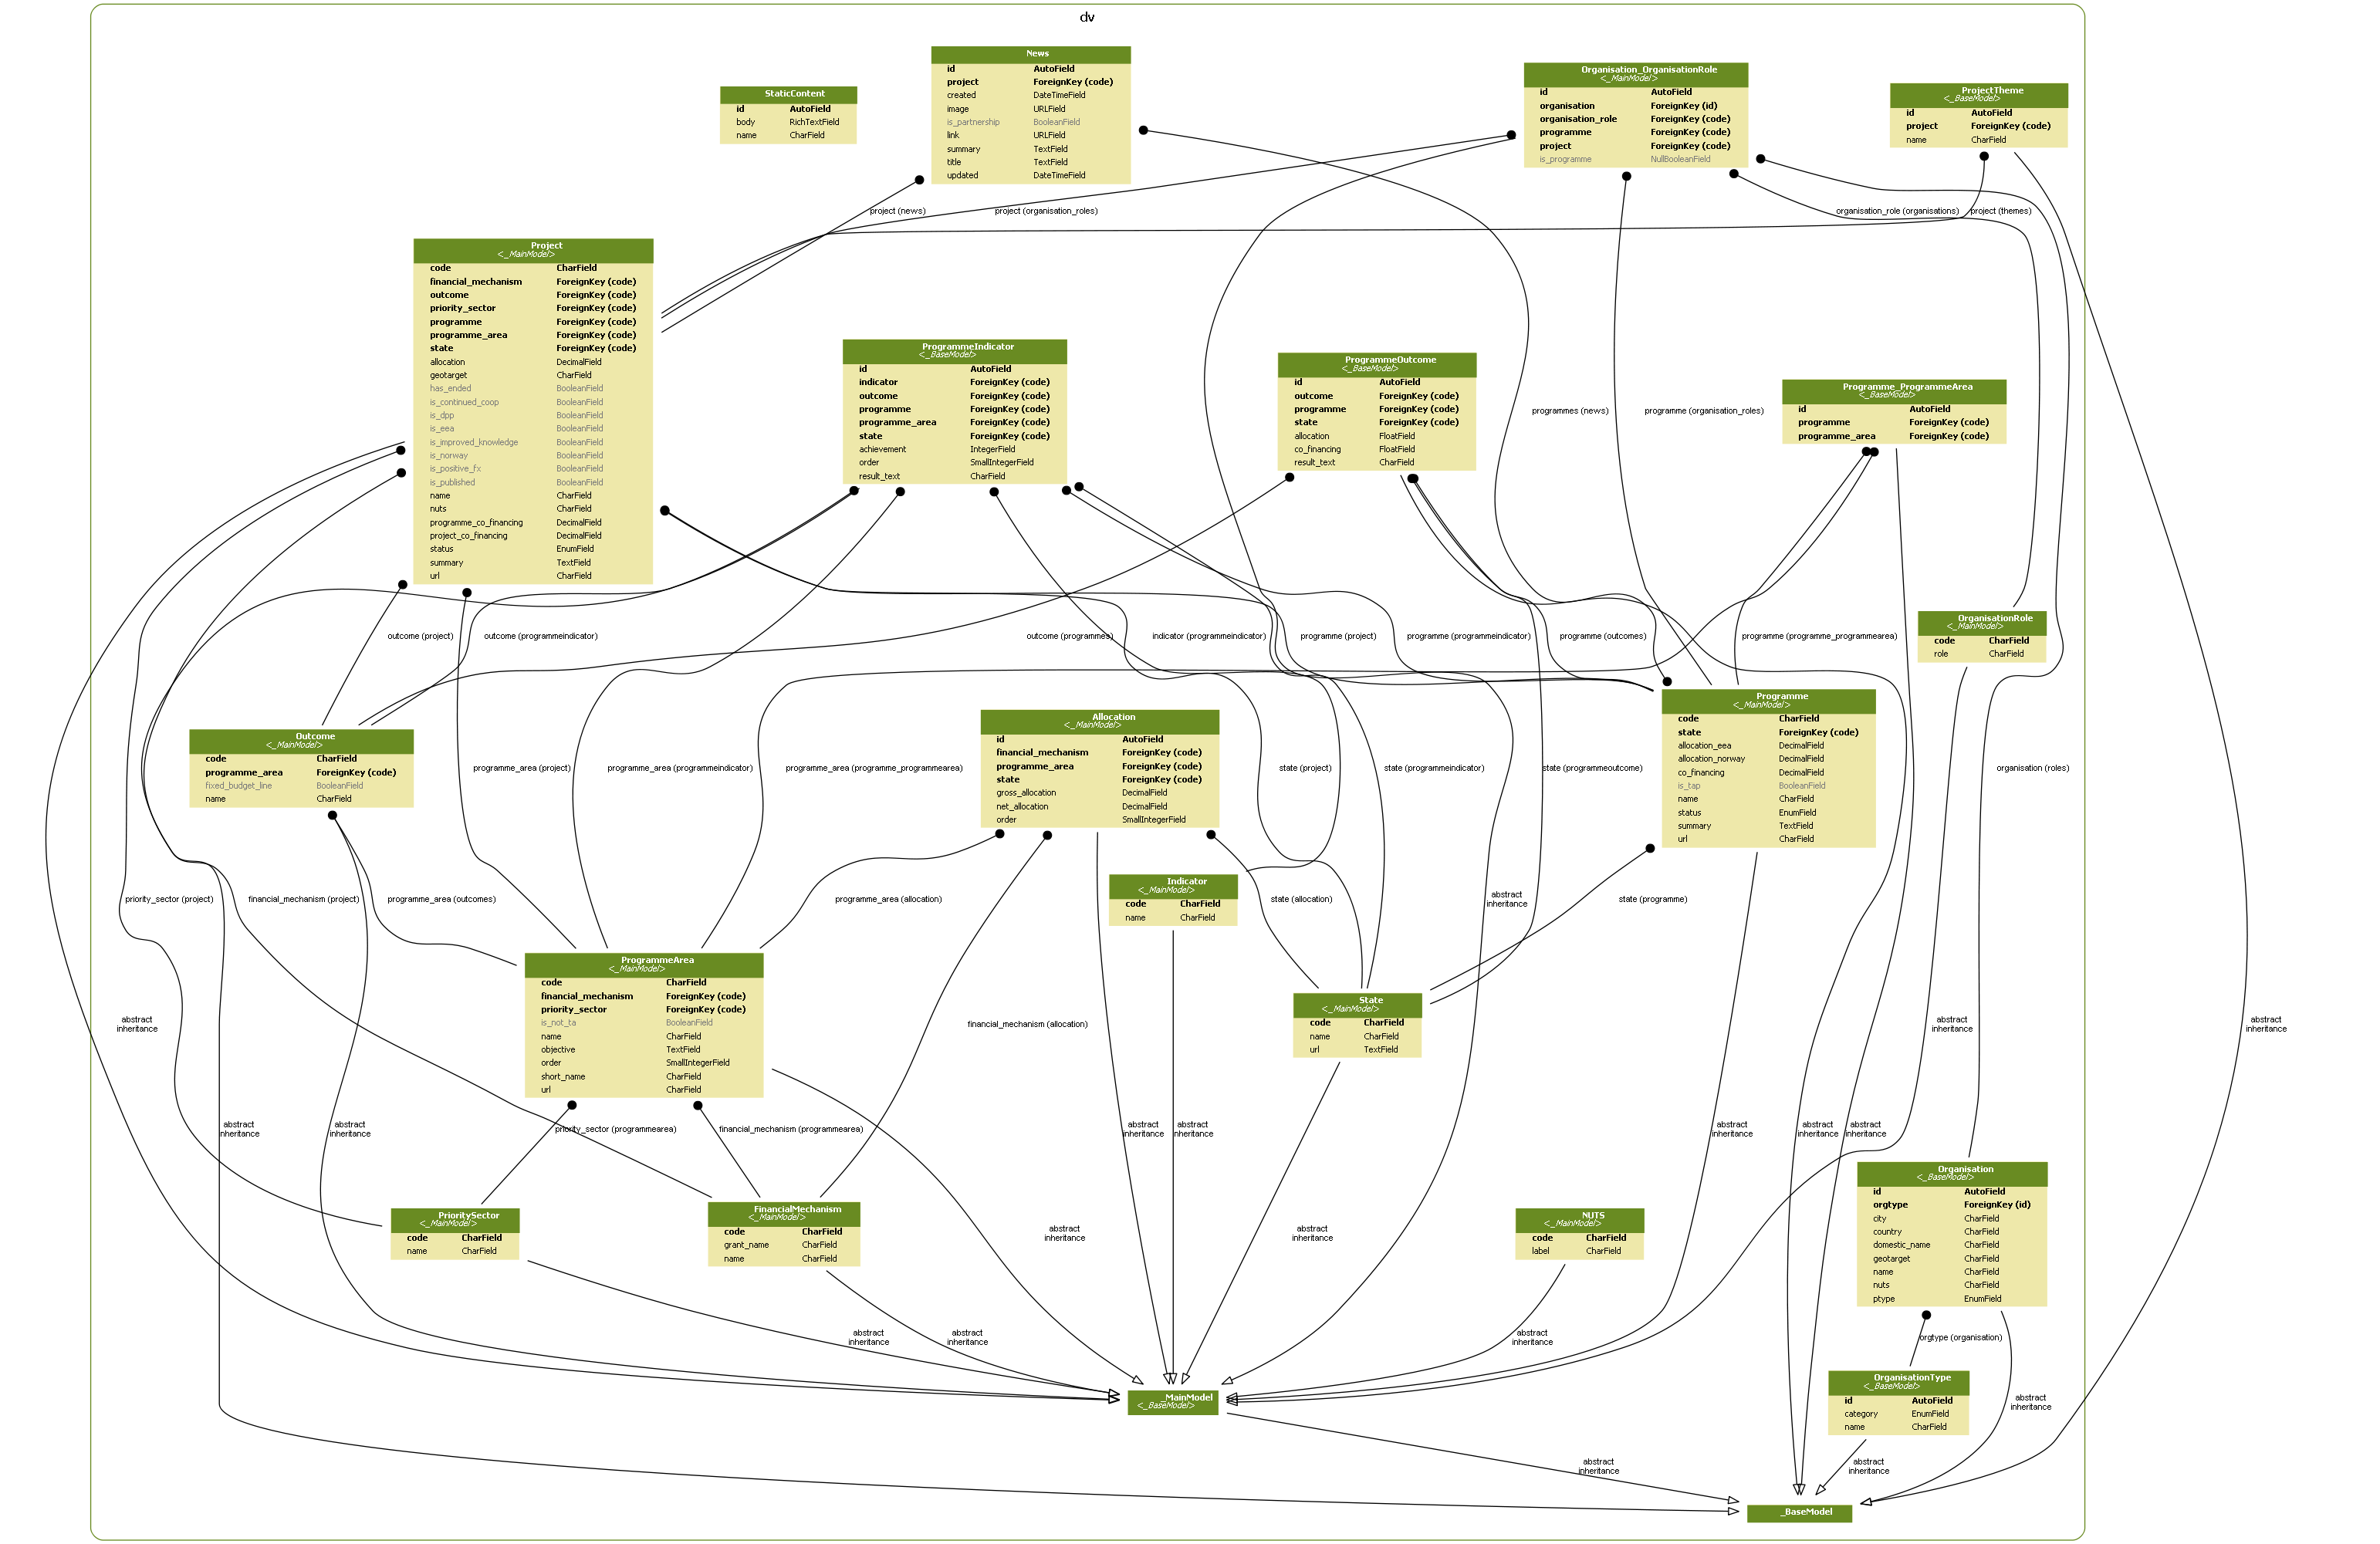 dv
News
id AutoField
project ForeignKey (code)
created DateTimeField
image URLField
is_partnership BooleanField
link URLField
summary TextField
title TextField
updated DateTimeField
StaticContent
id AutoField
body RichTextField
name CharField
Organisation_OrganisationRole
<_MainModel>
id AutoField
organisation ForeignKey (id)
organisation_role ForeignKey (code)
programme ForeignKey (code)
project ForeignKey (code)
is_programme NullBooleanField
ProjectTheme
<_BaseModel>
id AutoField
project ForeignKey (code)
name CharField
project (news)
project (organisation_roles)
organisation_role (organisations)
project (themes)
Project
<_MainModel>
code CharField
financial_mechanism ForeignKey (code)
outcome ForeignKey (code)
priority_sector ForeignKey (code)
programme ForeignKey (code)
programme_area ForeignKey (code)
state ForeignKey (code)
allocation DecimalField
geotarget CharField
has_ended BooleanField
is_continued_coop BooleanField
is_dpp BooleanField
is_eea BooleanField
is_improved_knowledge BooleanField
is_norway BooleanField
is_positive_fx BooleanField
is_published BooleanField
name CharField
nuts CharField
programme_co_financing DecimalField
project_co_financing DecimalField
status EnumField
summary TextField
url CharField
ProgrammeIndicator
<_BaseModel>
id AutoField
indicator ForeignKey (code)
outcome ForeignKey (code)
programme ForeignKey (code)
programme_area ForeignKey (code)
state ForeignKey (code)
achievement IntegerField
order SmallIntegerField
result_text CharField
ProgrammeOutcome
<_BaseModel>
id AutoField
outcome ForeignKey (code)
programme ForeignKey (code)
state ForeignKey (code)
allocation FloatField
co_financing FloatField
result_text CharField
programmes (news)
programme (organisation_roles)
Programme_ProgrammeArea
<_BaseModel>
id AutoField
programme ForeignKey (code)
programme_area ForeignKey (code)
outcome (project)
outcome (programmeindicator)
outcome (programmes)
indicator (programmeindicator)
programme (project)
programme (programmeindicator)
programme (outcomes)
programme (programme_programmearea)
OrganisationRole
<_MainModel>
code CharField
role CharField
Outcome
<_MainModel>
code CharField
programme_area ForeignKey (code)
fixed_budget_line BooleanField
name CharField
programme_area (project)
programme_area (programmeindicator)
programme_area (programme_programmearea)
Allocation
<_MainModel>
id AutoField
financial_mechanism ForeignKey (code)
programme_area ForeignKey (code)
state ForeignKey (code)
gross_allocation DecimalField
net_allocation DecimalField
order SmallIntegerField
state (project)
state (programmeindicator)
state (programmeoutcome)
Programme
<_MainModel>
code CharField
state ForeignKey (code)
allocation_eea DecimalField
allocation_norway DecimalField
co_financing DecimalField
is_tap BooleanField
name CharField
status EnumField
summary TextField
url CharField
organisation (roles)
priority_sector (project)
financial_mechanism (project)
programme_area (outcomes)
programme_area (allocation)
Indicator
<_MainModel>
code CharField
name CharField
state (allocation)
abstract
inheritance
state (programme)
abstract
inheritance
ProgrammeArea
<_MainModel>
code CharField
financial_mechanism ForeignKey (code)
priority_sector ForeignKey (code)
is_not_ta BooleanField
name CharField
objective TextField
order SmallIntegerField
short_name CharField
url CharField
financial_mechanism (allocation)
State
<_MainModel>
code CharField
name CharField
url TextField
abstract
inheritance
abstract
inheritance
abstract
inheritance
abstract
inheritance
priority_sector (programmearea)
financial_mechanism (programmearea)
abstract
inheritance
abstract
inheritance
abstract
inheritance
abstract
inheritance
abstract
inheritance
PrioritySector
<_MainModel>
code CharField
name CharField
FinancialMechanism
<_MainModel>
code CharField
grant_name CharField
name CharField
abstract
inheritance
abstract
inheritance
NUTS
<_MainModel>
code CharField
label CharField
Organisation
<_BaseModel>
id AutoField
orgtype ForeignKey (id)
city CharField
country CharField
domestic_name CharField
geotarget CharField
name CharField
nuts CharField
ptype EnumField
abstract
inheritance
abstract
inheritance
abstract
inheritance
orgtype (organisation)
_MainModel
<_BaseModel>
OrganisationType
<_BaseModel>
id AutoField
category EnumField
name CharField
abstract
inheritance
abstract
inheritance
abstract
inheritance
_BaseModel